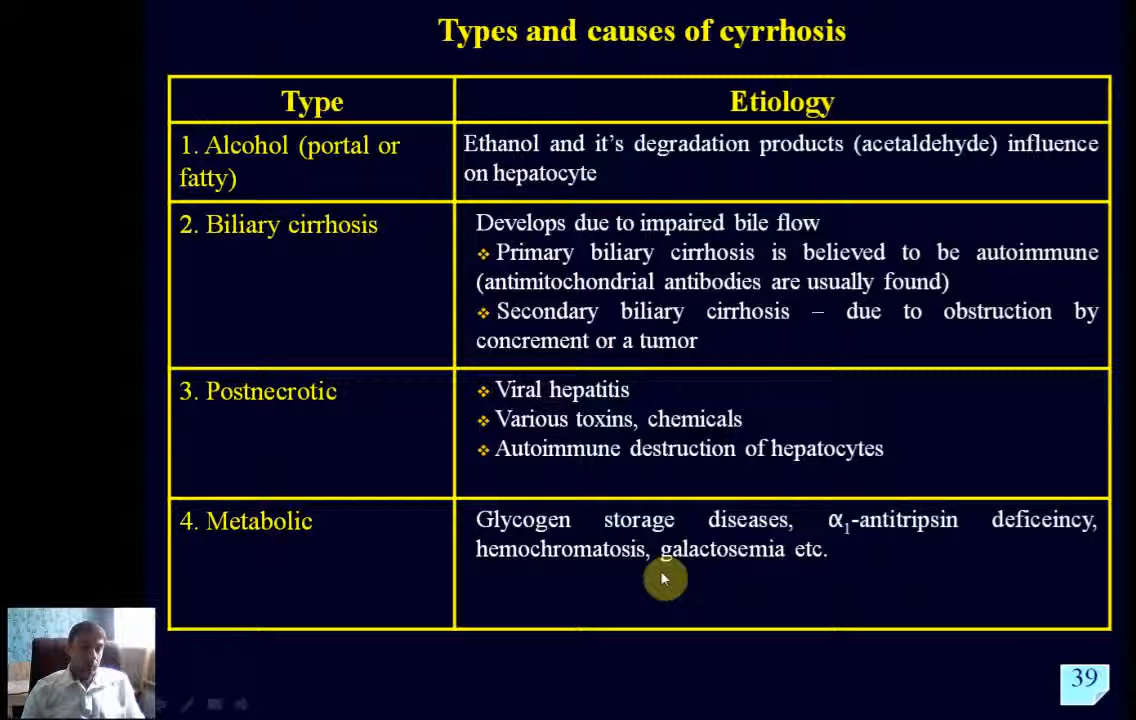 Types and causes of cyrrhosis
Type
Etiology
1. Alcohol (portal or
fatty)
Ethanol and it's degradation products (acetaldehyde) influence
on hepatocyte
2. Biliary cirrhosis
Develops due to impaired bile flow
❖ Primary biliary cirrhosis is believed to be autoimmune
(antimitochondrial antibodies are usually found)
❖ Secondary biliary cirrhosis – due to obstruction by
concrement or a tumor
3. Postnecrotic
❖ Viral hepatitis
❖ Various toxins, chemicals
❖ Autoimmune destruction of hepatocytes
4. Metabolic
Glycogen storage diseases, α₁-antitripsin deficeincy,
hemochromatosis, galactosemia etc.
39